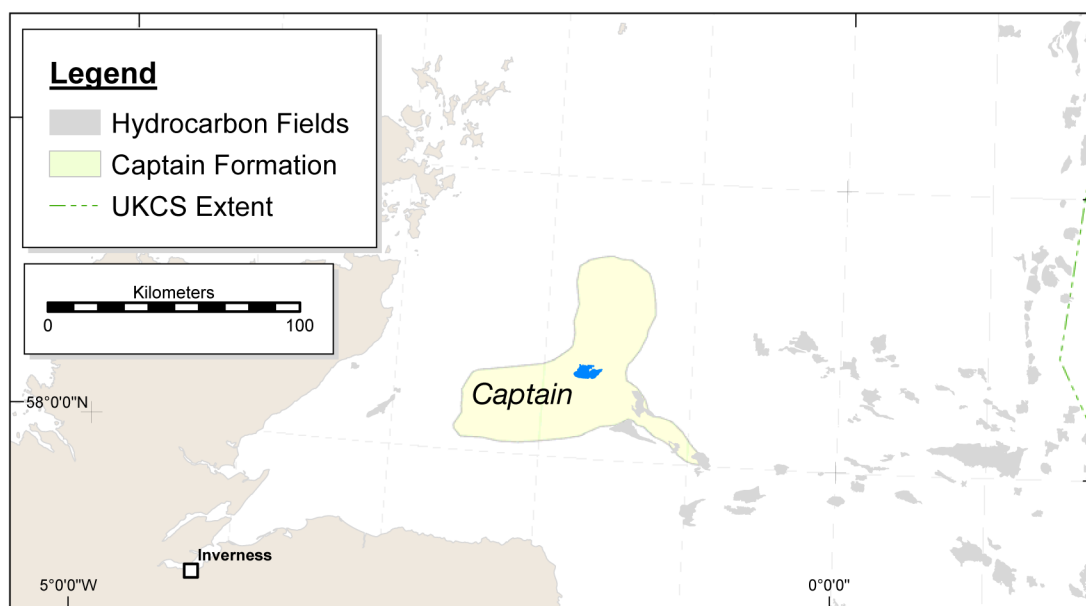 Legend
Hydrocarbon Fields
Captain Formation
UKCS Extent
Kilometers
0 100
Captain
58°0'0"N
Inverness
5°0'0"W 0°0'0"